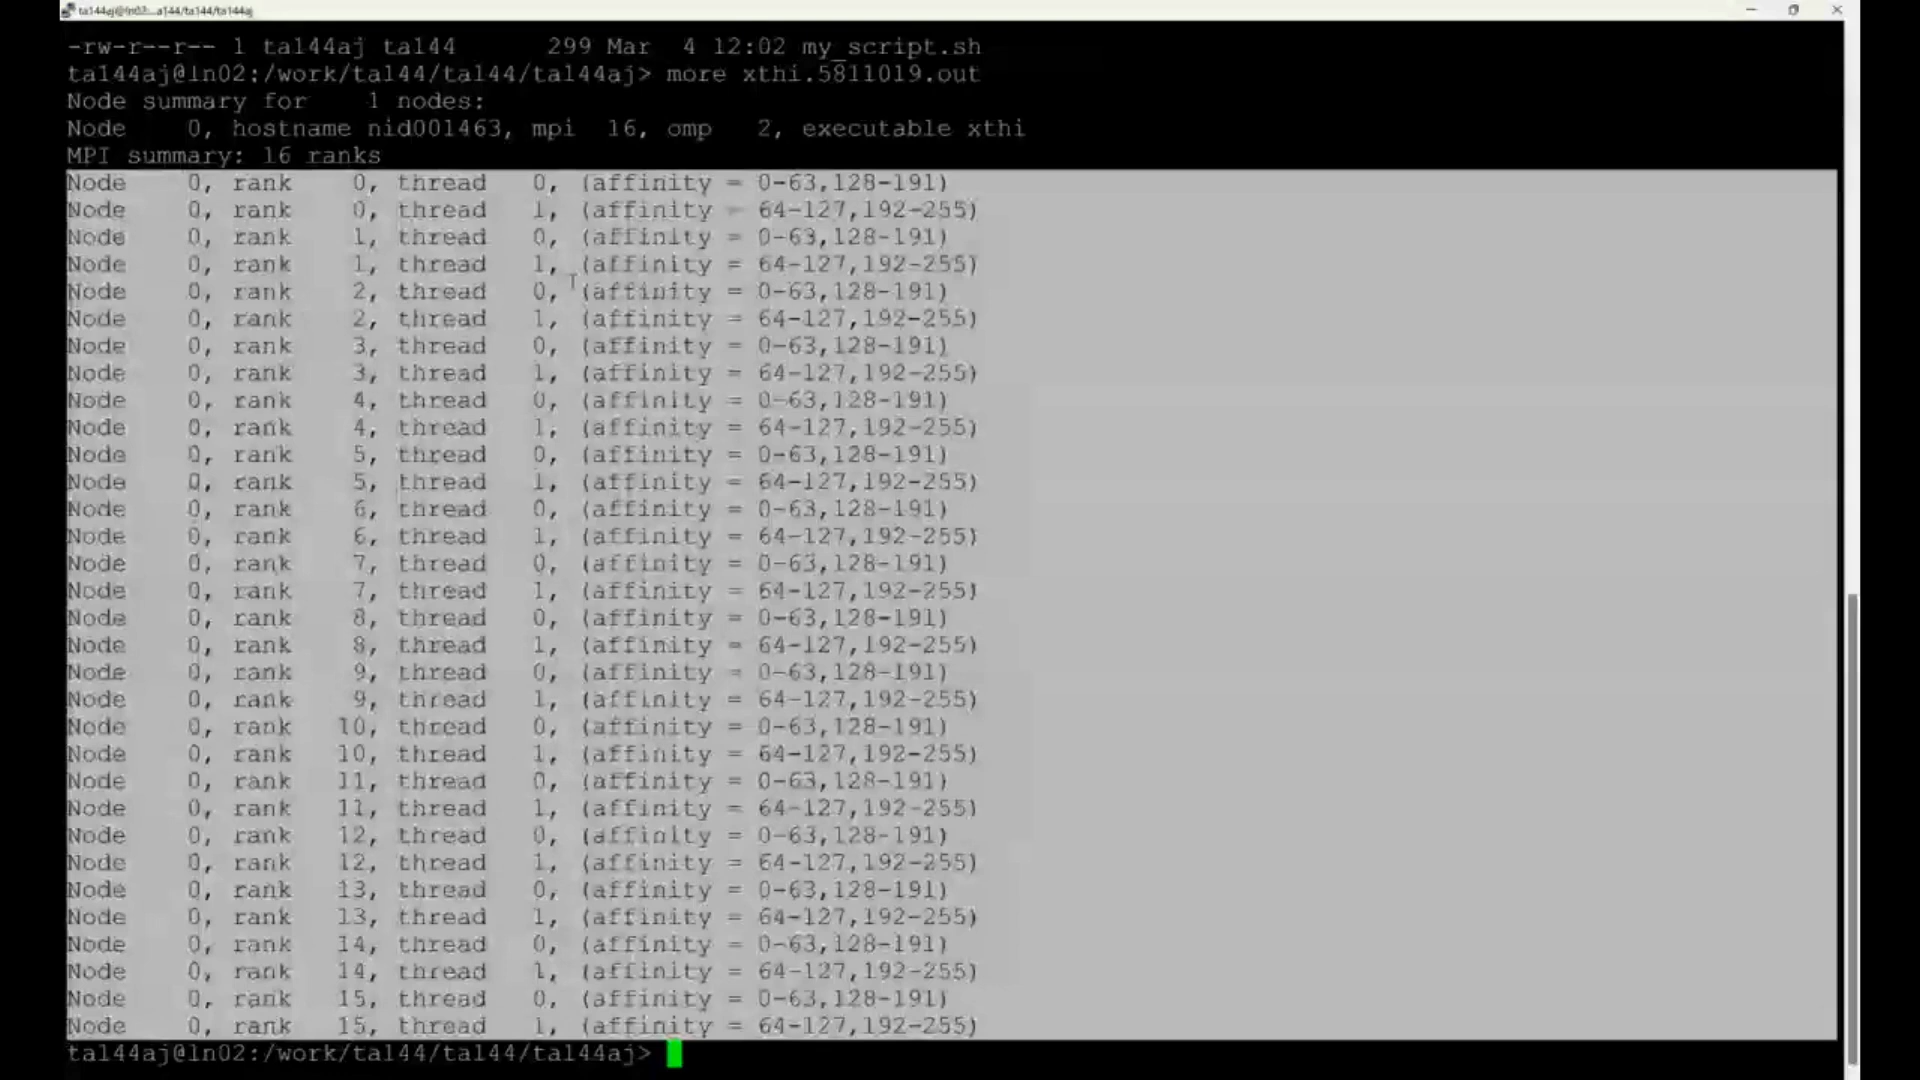 ta144aj@ln02:...a144/ta144/ta144aj
-rw-r--r-- 1 ta144aj ta144      299 Mar  4 12:02 my_script.sh
ta144aj@ln02:/work/ta144/ta144/ta144aj> more xthi.5811019.out
Node summary for    1 nodes:
Node    0, hostname nid001463, mpi  16, omp   2, executable xthi
MPI summary: 16 ranks
Node    0, rank    0, thread   0, (affinity = 0-63,128-191)
Node    0, rank    0, thread   1, (affinity = 64-127,192-255)
Node    0, rank    1, thread   0, (affinity = 0-63,128-191)
Node    0, rank    1, thread   1, (affinity = 64-127,192-255)
Node    0, rank    2, thread   0, (affinity = 0-63,128-191)
Node    0, rank    2, thread   1, (affinity = 64-127,192-255)
Node    0, rank    3, thread   0, (affinity = 0-63,128-191)
Node    0, rank    3, thread   1, (affinity = 64-127,192-255)
Node    0, rank    4, thread   0, (affinity = 0-63,128-191)
Node    0, rank    4, thread   1, (affinity = 64-127,192-255)
Node    0, rank    5, thread   0, (affinity = 0-63,128-191)
Node    0, rank    5, thread   1, (affinity = 64-127,192-255)
Node    0, rank    6, thread   0, (affinity = 0-63,128-191)
Node    0, rank    6, thread   1, (affinity = 64-127,192-255)
Node    0, rank    7, thread   0, (affinity = 0-63,128-191)
Node    0, rank    7, thread   1, (affinity = 64-127,192-255)
Node    0, rank    8, thread   0, (affinity = 0-63,128-191)
Node    0, rank    8, thread   1, (affinity = 64-127,192-255)
Node    0, rank    9, thread   0, (affinity = 0-63,128-191)
Node    0, rank    9, thread   1, (affinity = 64-127,192-255)
Node    0, rank   10, thread   0, (affinity = 0-63,128-191)
Node    0, rank   10, thread   1, (affinity = 64-127,192-255)
Node    0, rank   11, thread   0, (affinity = 0-63,128-191)
Node    0, rank   11, thread   1, (affinity = 64-127,192-255)
Node    0, rank   12, thread   0, (affinity = 0-63,128-191)
Node    0, rank   12, thread   1, (affinity = 64-127,192-255)
Node    0, rank   13, thread   0, (affinity = 0-63,128-191)
Node    0, rank   13, thread   1, (affinity = 64-127,192-255)
Node    0, rank   14, thread   0, (affinity = 0-63,128-191)
Node    0, rank   14, thread   1, (affinity = 64-127,192-255)
Node    0, rank   15, thread   0, (affinity = 0-63,128-191)
Node    0, rank   15, thread   1, (affinity = 64-127,192-255)
ta144aj@ln02:/work/ta144/ta144/ta144aj>